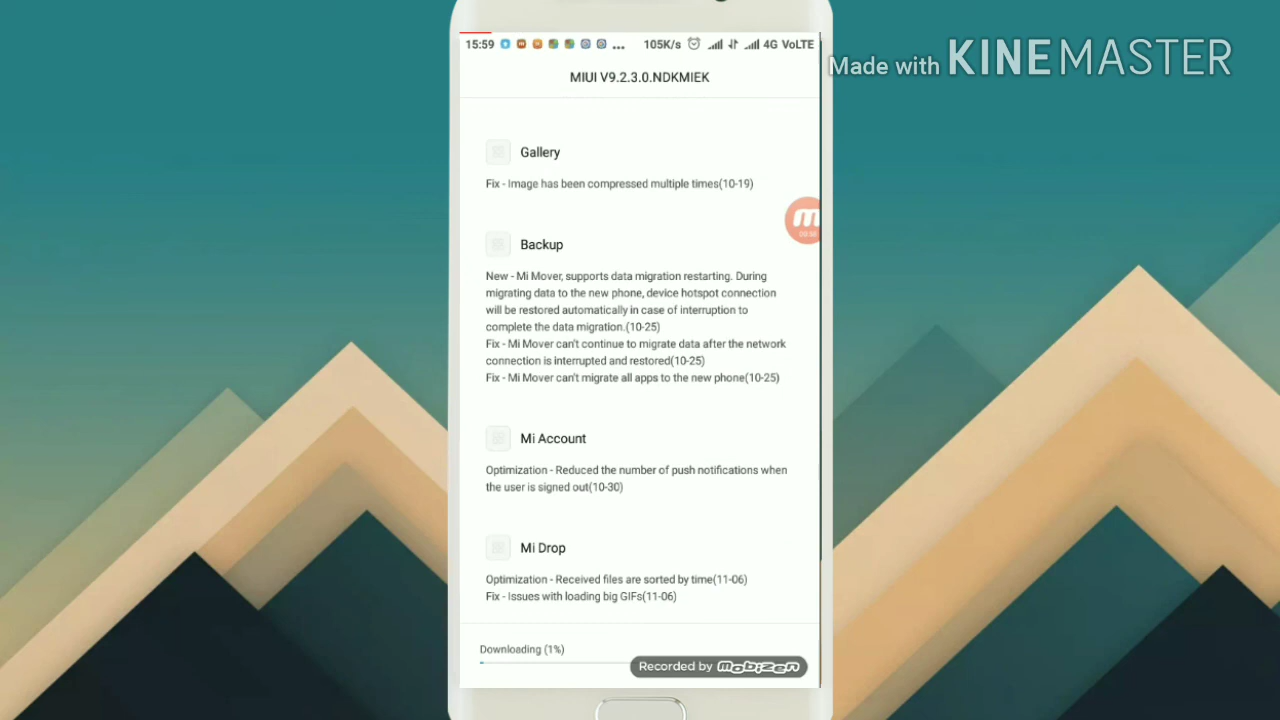 15:59 ... 105K/s 4G VoLTE
Made with KINEMASTER
MIUI V9.2.3.0.NDKMIEK
Gallery
Fix - Image has been compressed multiple times(10-19)
Backup
New - Mi Mover, supports data migration restarting. During
migrating data to the new phone, device hotspot connection
will be restored automatically in case of interruption to
complete the data migration.(10-25)
Fix - Mi Mover can't continue to migrate data after the network
connection is interrupted and restored(10-25)
Fix - Mi Mover can't migrate all apps to the new phone(10-25)
Mi Account
Optimization - Reduced the number of push notifications when
the user is signed out(10-30)
Mi Drop
Optimization - Received files are sorted by time(11-06)
Fix - Issues with loading big GIFs(11-06)
Downloading (1%)
Recorded by mobizen